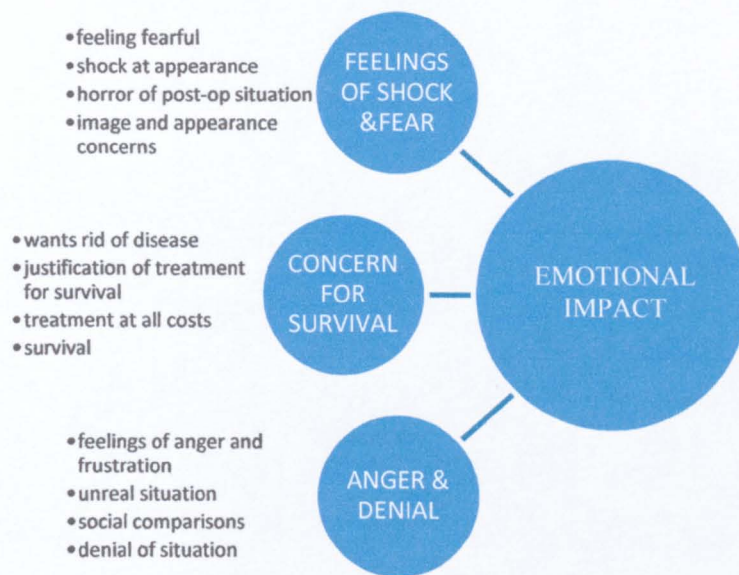 •feeling fearful
•shock at appearance
•horror of post-op situation
•image and appearance
concerns
FEELINGS
OF SHOCK
&FEAR
•wants rid of disease
•justification of treatment
for survival
•treatment at all costs
•survival
CONCERN
FOR
SURVIVAL
EMOTIONAL
IMPACT
•feelings of anger and
frustration
•unreal situation
•social comparisons
•denial of situation
ANGER &
DENIAL